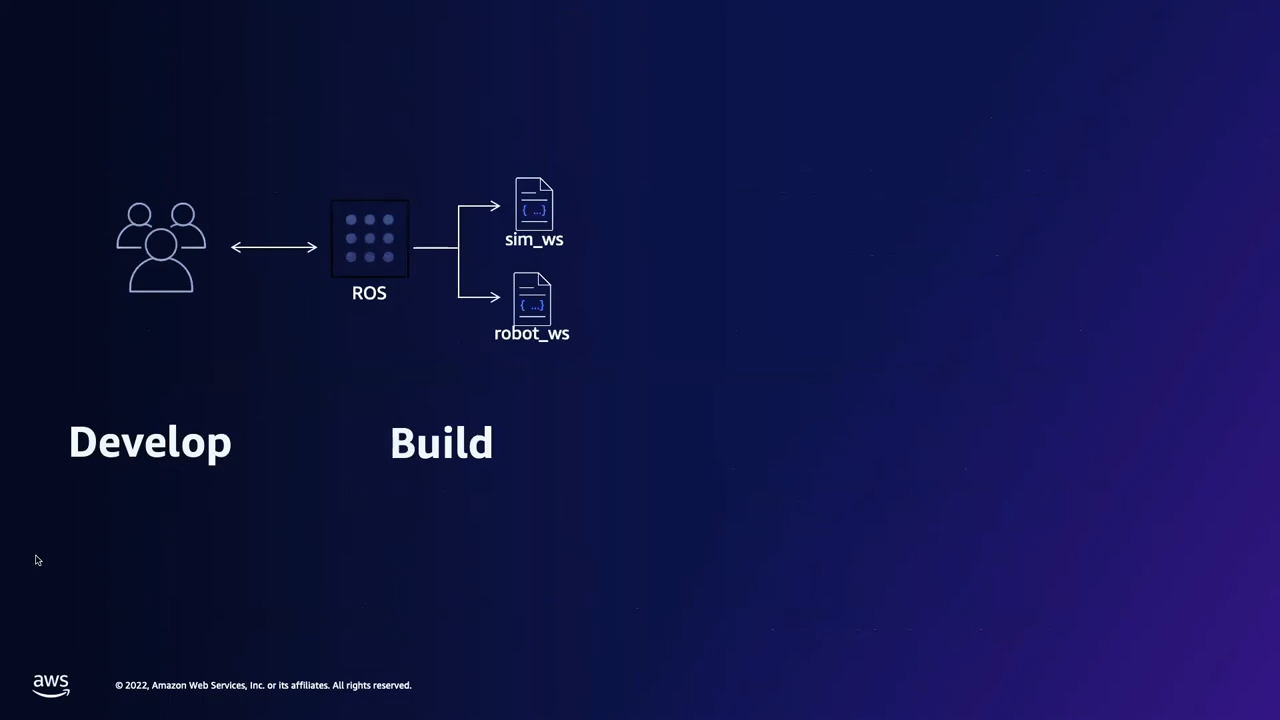 { ... }
sim_ws
ROS
{ ... }
robot_ws
Develop
Build
aws
© 2022, Amazon Web Services, Inc. or its affiliates. All rights reserved.